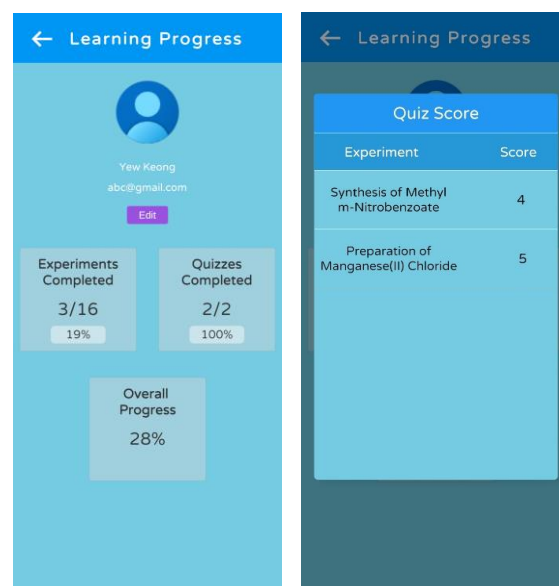 ← Learning Progress
Yew Keong
abc@gmail.com
Edit
Experiments
Completed
3/16
19%
Quizzes
Completed
2/2
100%
Overall
Progress
28%
← Learning Progress
Quiz Score
Experiment Score
Synthesis of Methyl
m-Nitrobenzoate 4
Preparation of
Manganese(II) Chloride 5